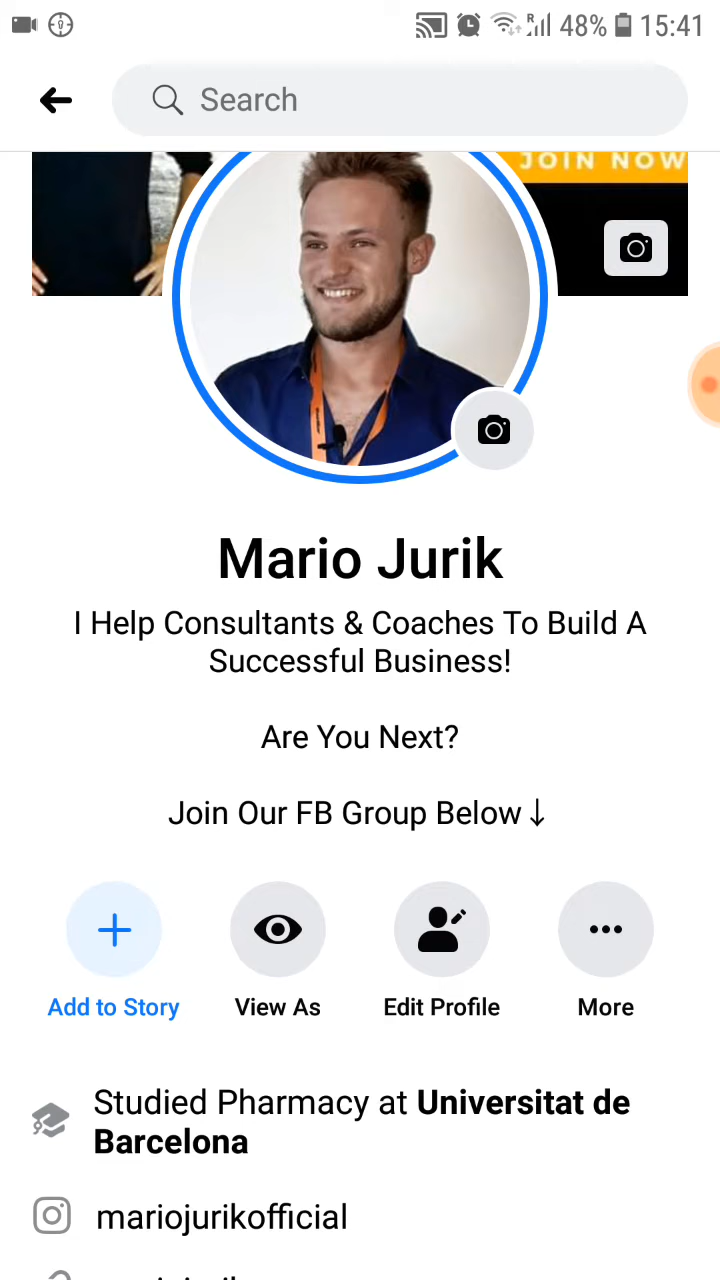 R 48% 15:41
Search
JOIN NOW
Mario Jurik
I Help Consultants & Coaches To Build A
Successful Business!
Are You Next?
Join Our FB Group Below↓
Add to Story View As Edit Profile More
Studied Pharmacy at Universitat de
Barcelona
mariojurikofficial